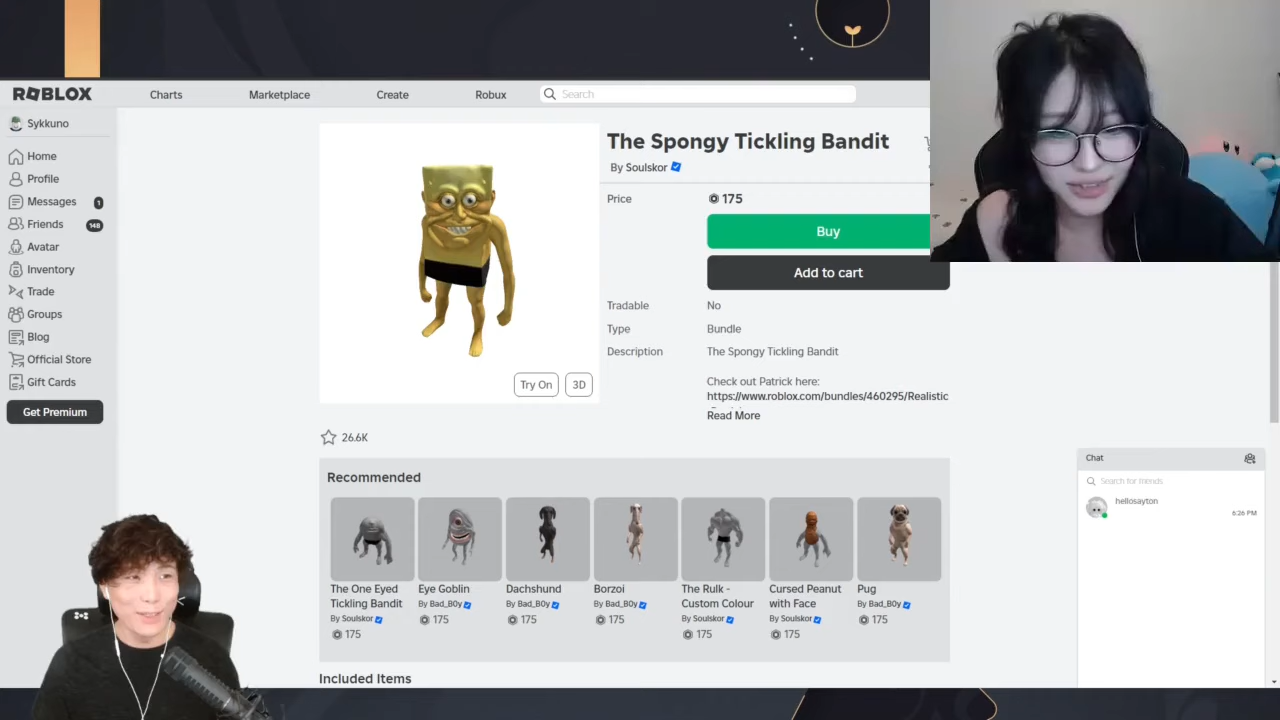 ROBLOX
Charts
Marketplace
Create
Robux
Search
Sykkuno
Home
Profile
Messages
1
Friends
148
Avatar
Inventory
Trade
Groups
Blog
Official Store
Gift Cards
Get Premium
The Spongy Tickling Bandit
By Soulskor
Price
175
Buy
Add to cart
Tradable
No
Type
Bundle
Description
The Spongy Tickling Bandit
Check out Patrick here:
https://www.roblox.com/bundles/460295/Realistic
Read More
Try On
3D
26.6K
Recommended
The One Eyed
Tickling Bandit
By Soulskor
175
Eye Goblin
By Bad_B0y
175
Dachshund
By Bad_B0y
175
Borzoi
By Bad_B0y
175
The Rulk -
Custom Colour
By Soulskor
175
Cursed Peanut
with Face
By Soulskor
175
Pug
By Bad_B0y
175
Included Items
Chat
Search for friends
hellosayton
6:26 PM